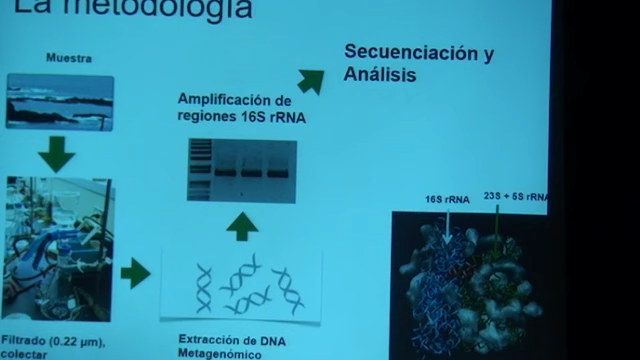 La metodología
Muestra
Secuenciación y
Análisis
Amplificación de
regiones 16S rRNA
16S rRNA
23S + 5S rRNA
Filtrado (0.22 µm),
colectar
Extracción de DNA
Metagenómico